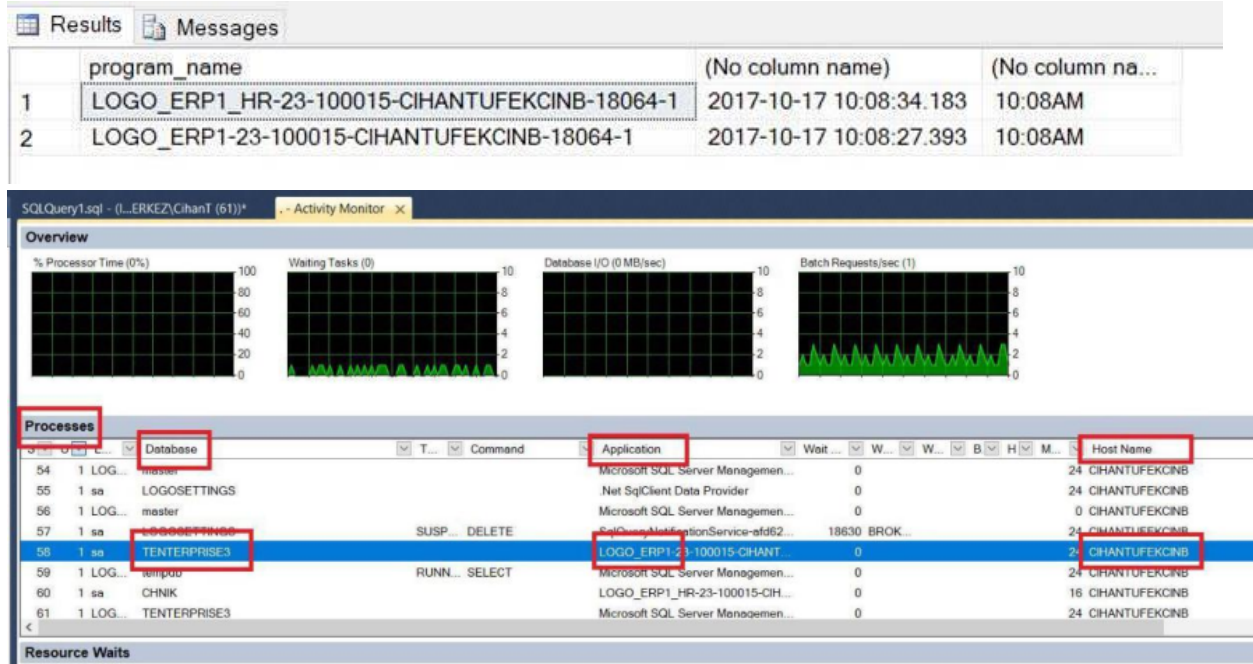 Results Messages
program_name (No column name) (No column na...
1 LOGO_ERP1_HR-23-100015-CIHANTUFEKCINB-18064-1 2017-10-17 10:08:34.183 10:08AM
2 LOGO_ERP1-23-100015-CIHANTUFEKCINB-18064-1 2017-10-17 10:08:27.393 10:08AM
SQLQuery1.sql - (l...ERKEZ\CihanT (61))* . - Activity Monitor
Overview
% Processor Time (0%) Waiting Tasks (0) Database I/O (0 MB/sec) Batch Requests/sec (1)
100 10 10 10
80 8 8 8
60 6 6 6
40 4 4 4
20 2 2 2
0 0 0 0
Processes
Database T... Command Application Wait ... W... W... B H M... Host Name
54 1 LOG... master Microsoft SQL Server Managemen... 24 CIHANTUFEKCINB
55 1 sa LOGOSETTINGS .Net SqlClient Data Provider 0 24 CIHANTUFEKCINB
56 1 LOG... master Microsoft SQL Server Managemen... 0 0 CIHANTUFEKCINB
57 1 sa LOGOSETTINGS SUSP... DELETE SqlQueryNotificationService-afd62... 18630 BROK... 24 CIHANTUFEKCINB
58 1 sa TENTERPRISE3 LOGO_ERP1-23-100015-CIHANT... 0 24 CIHANTUFEKCINB
59 1 LOG... tempdb RUNN... SELECT Microsoft SQL Server Managemen... 0 24 CIHANTUFEKCINB
60 1 sa CHNIK LOGO_ERP1_HR-23-100015-CIH... 0 16 CIHANTUFEKCINB
61 1 LOG... TENTERPRISE3 Microsoft SQL Server Managemen... 0 24 CIHANTUFEKCINB
Resource Waits